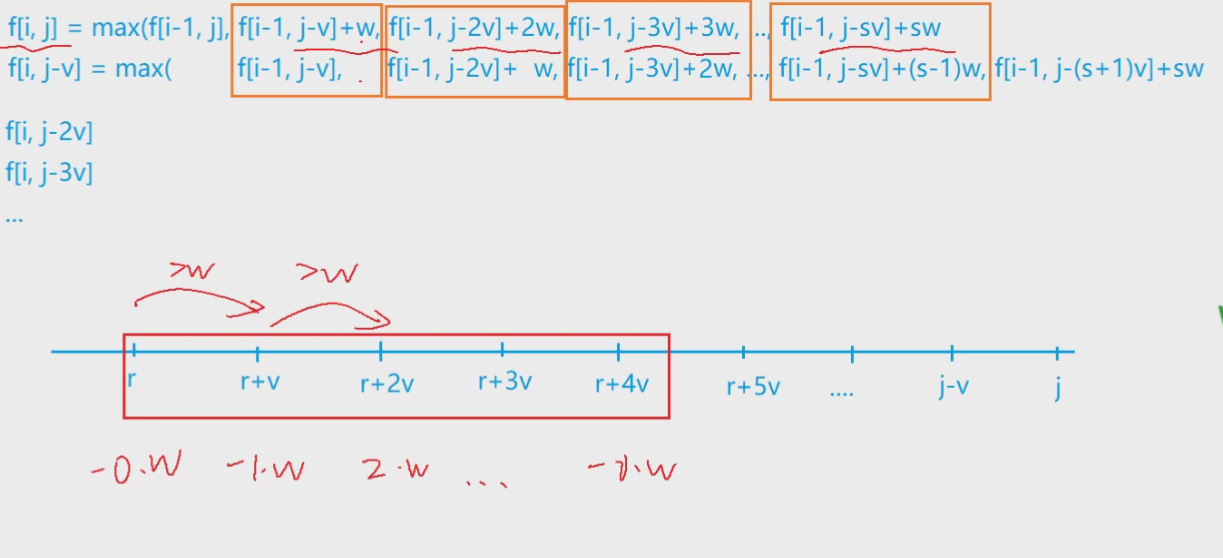 f[i, j] = max(f[i-1, j], f[i-1, j-v]+w, f[i-1, j-2v]+2w, f[i-1, j-3v]+3w, ..., f[i-1, j-sv]+sw
f[i, j-v] = max( f[i-1, j-v], f[i-1, j-2v]+ w, f[i-1, j-3v]+2w, ..., f[i-1, j-sv]+(s-1)w, f[i-1, j-(s+1)v]+sw
f[i, j-2v]
f[i, j-3v]
...
>w >w
r r+v r+2v r+3v r+4v r+5v .... j-v j
-0·w -1·w 2·w ...